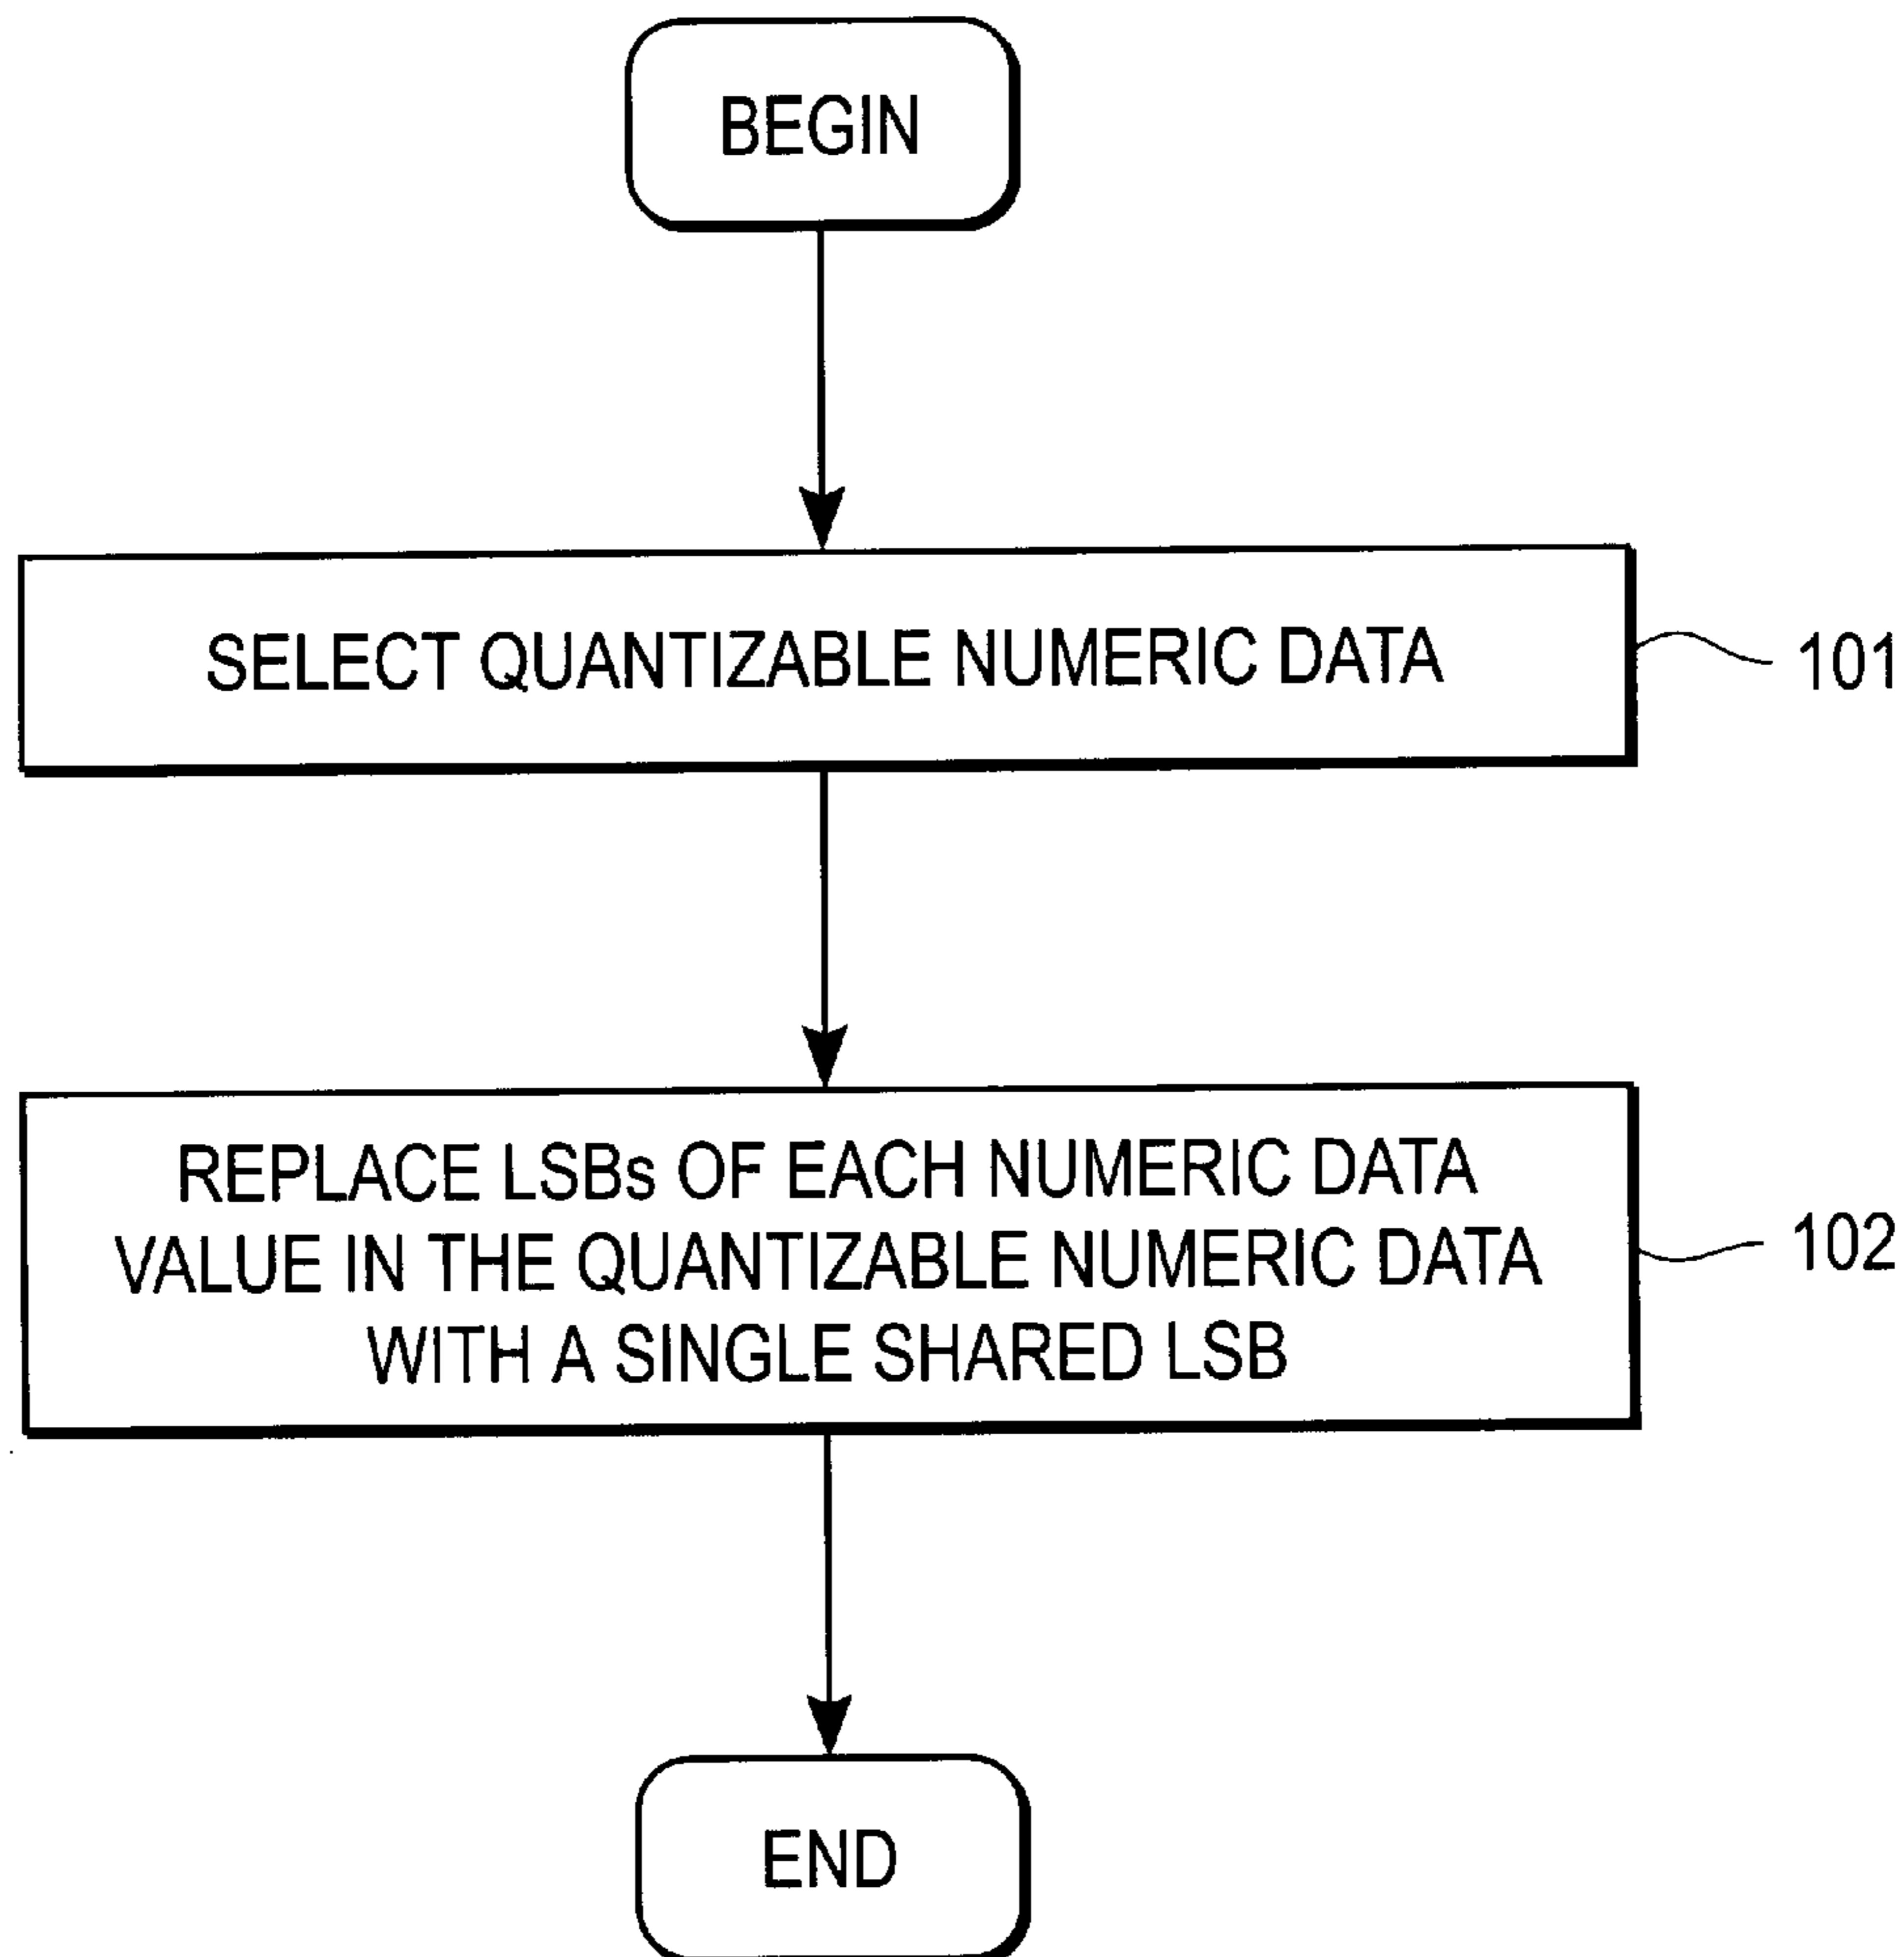 BEGIN
SELECT QUANTIZABLE NUMERIC DATA
101
REPLACE LSBs OF EACH NUMERIC DATA
VALUE IN THE QUANTIZABLE NUMERIC DATA
WITH A SINGLE SHARED LSB
102
END